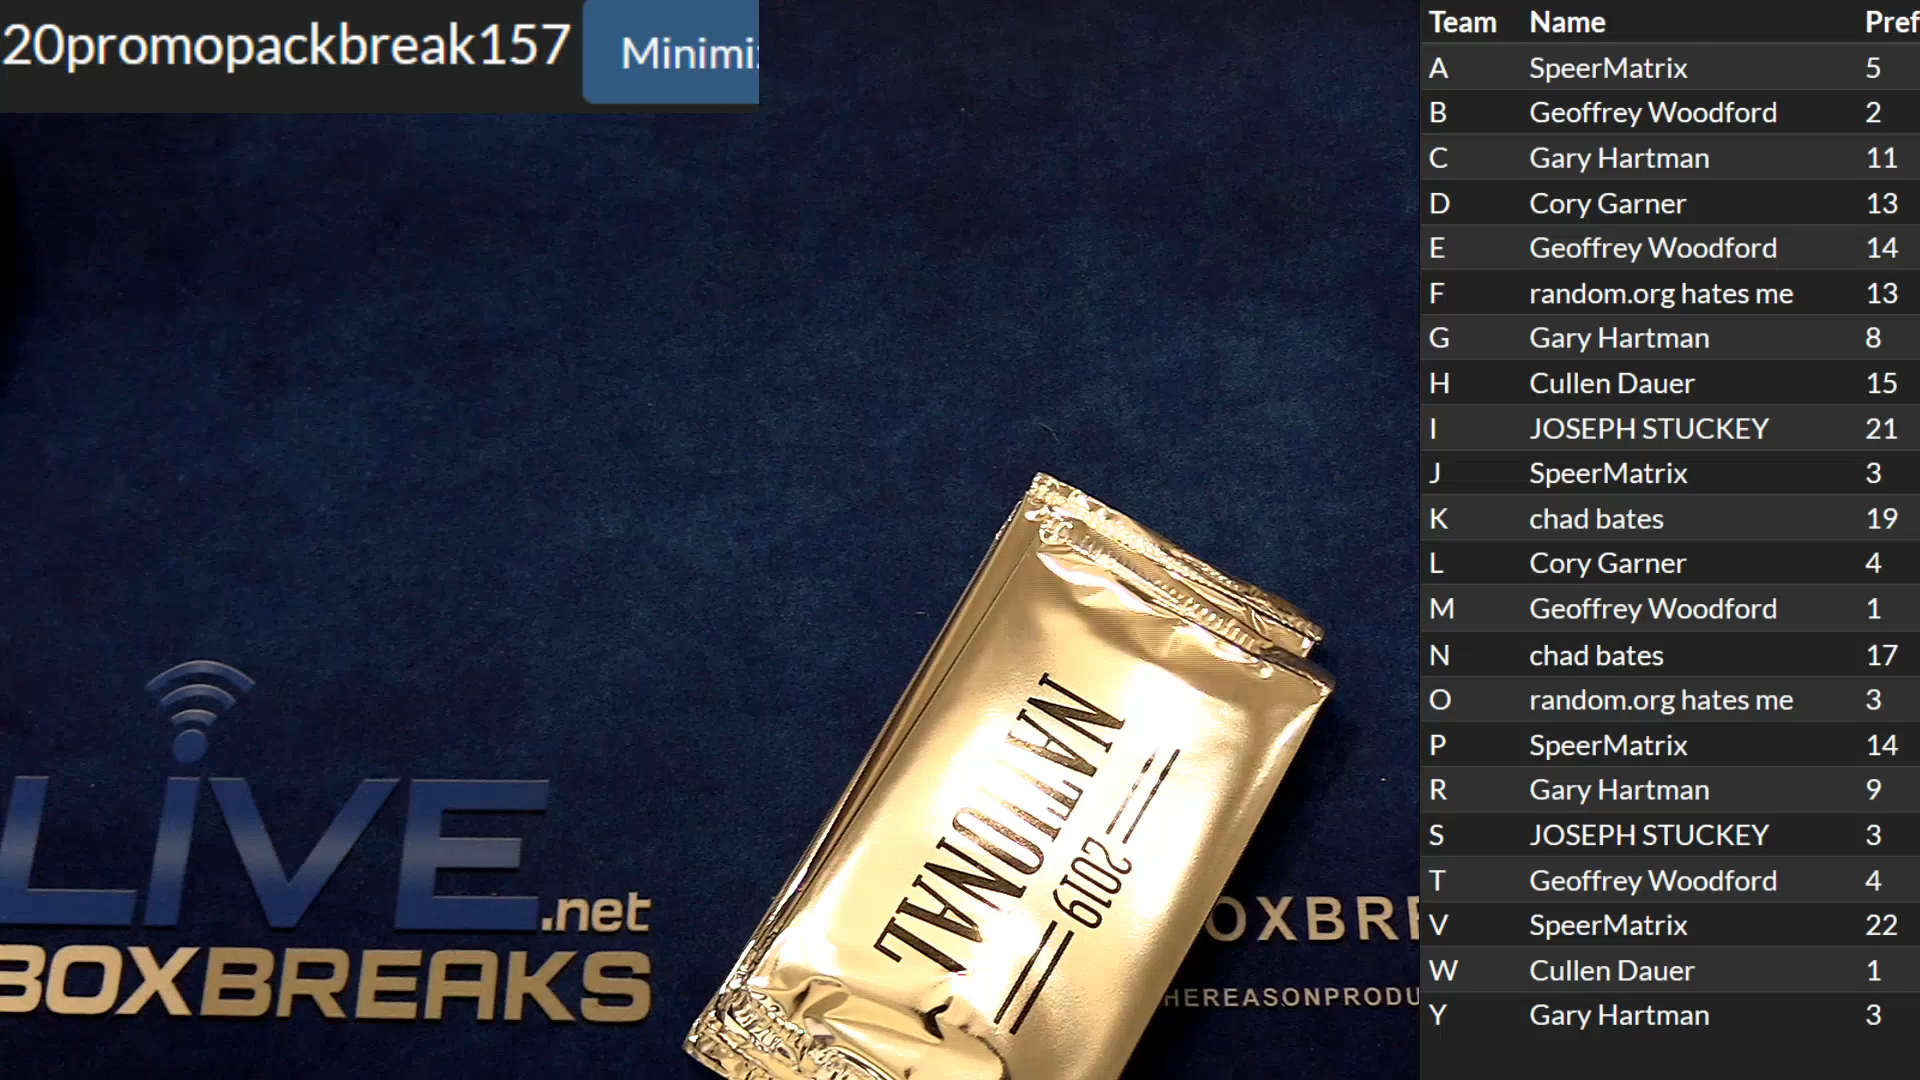 20promopackbreak157
Minimi
Team Name Pref
A SpeerMatrix 5
B Geoffrey Woodford 2
C Gary Hartman 11
D Cory Garner 13
E Geoffrey Woodford 14
F random.org hates me 13
G Gary Hartman 8
H Cullen Dauer 15
I JOSEPH STUCKEY 21
J SpeerMatrix 3
K chad bates 19
L Cory Garner 4
M Geoffrey Woodford 1
N chad bates 17
O random.org hates me 3
P SpeerMatrix 14
R Gary Hartman 9
S JOSEPH STUCKEY 3
T Geoffrey Woodford 4
V SpeerMatrix 22
W Cullen Dauer 1
Y Gary Hartman 3
NATIONAL
2019
LIVE.net
BOXBREAKS
OXBRE
HEREASONPRODU